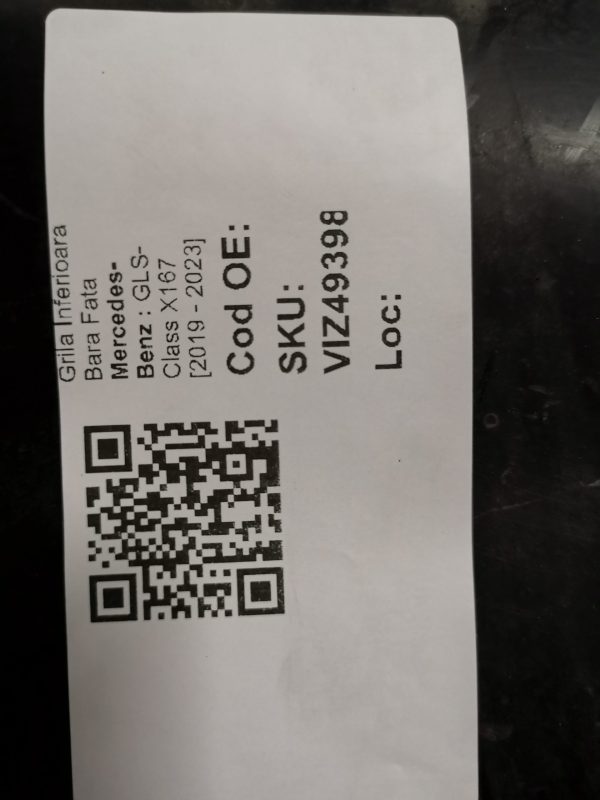 Grila Inferioara
Bara Fata
Mercedes-
Benz : GLS-
Class X167
[2019 - 2023]
Cod OE:
SKU:
VIZ49398
Loc: